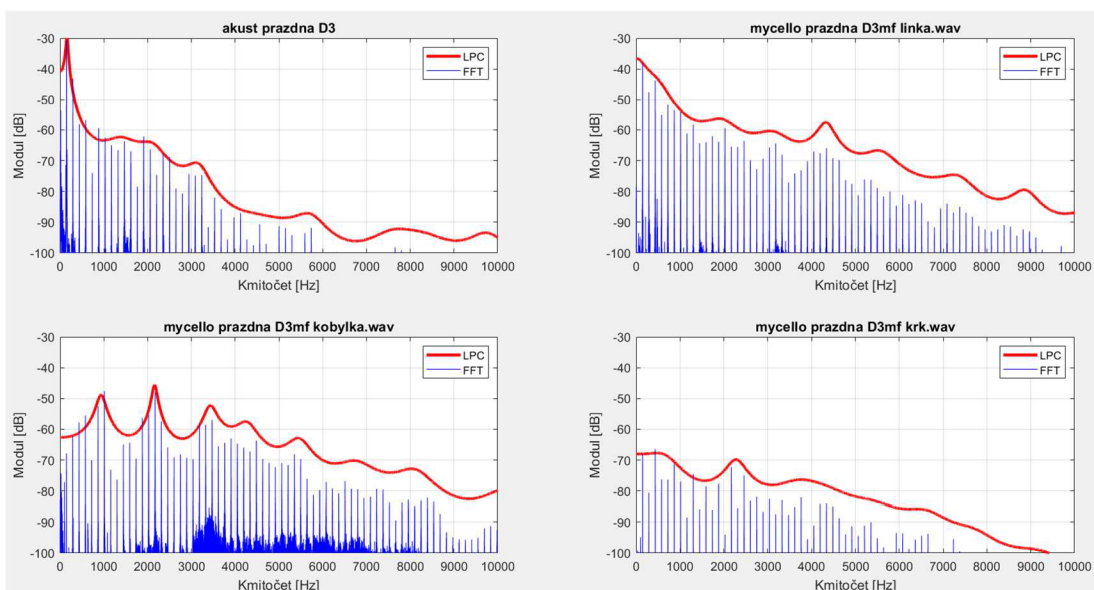 akust prazdna D3
-30
-40
-50
-60
-70
-80
-90
-100
Modul [dB]
LPC
FFT
0 1000 2000 3000 4000 5000 6000 7000 8000 9000 10000
Kmitočet [Hz]
mycello prazdna D3mf linka.wav
-30
-40
-50
-60
-70
-80
-90
-100
Modul [dB]
LPC
FFT
0 1000 2000 3000 4000 5000 6000 7000 8000 9000 10000
Kmitočet [Hz]
mycello prazdna D3mf kobylka.wav
-30
-40
-50
-60
-70
-80
-90
-100
Modul [dB]
LPC
FFT
0 1000 2000 3000 4000 5000 6000 7000 8000 9000 10000
Kmitočet [Hz]
mycello prazdna D3mf krk.wav
-30
-40
-50
-60
-70
-80
-90
-100
Modul [dB]
LPC
FFT
0 1000 2000 3000 4000 5000 6000 7000 8000 9000 10000
Kmitočet [Hz]